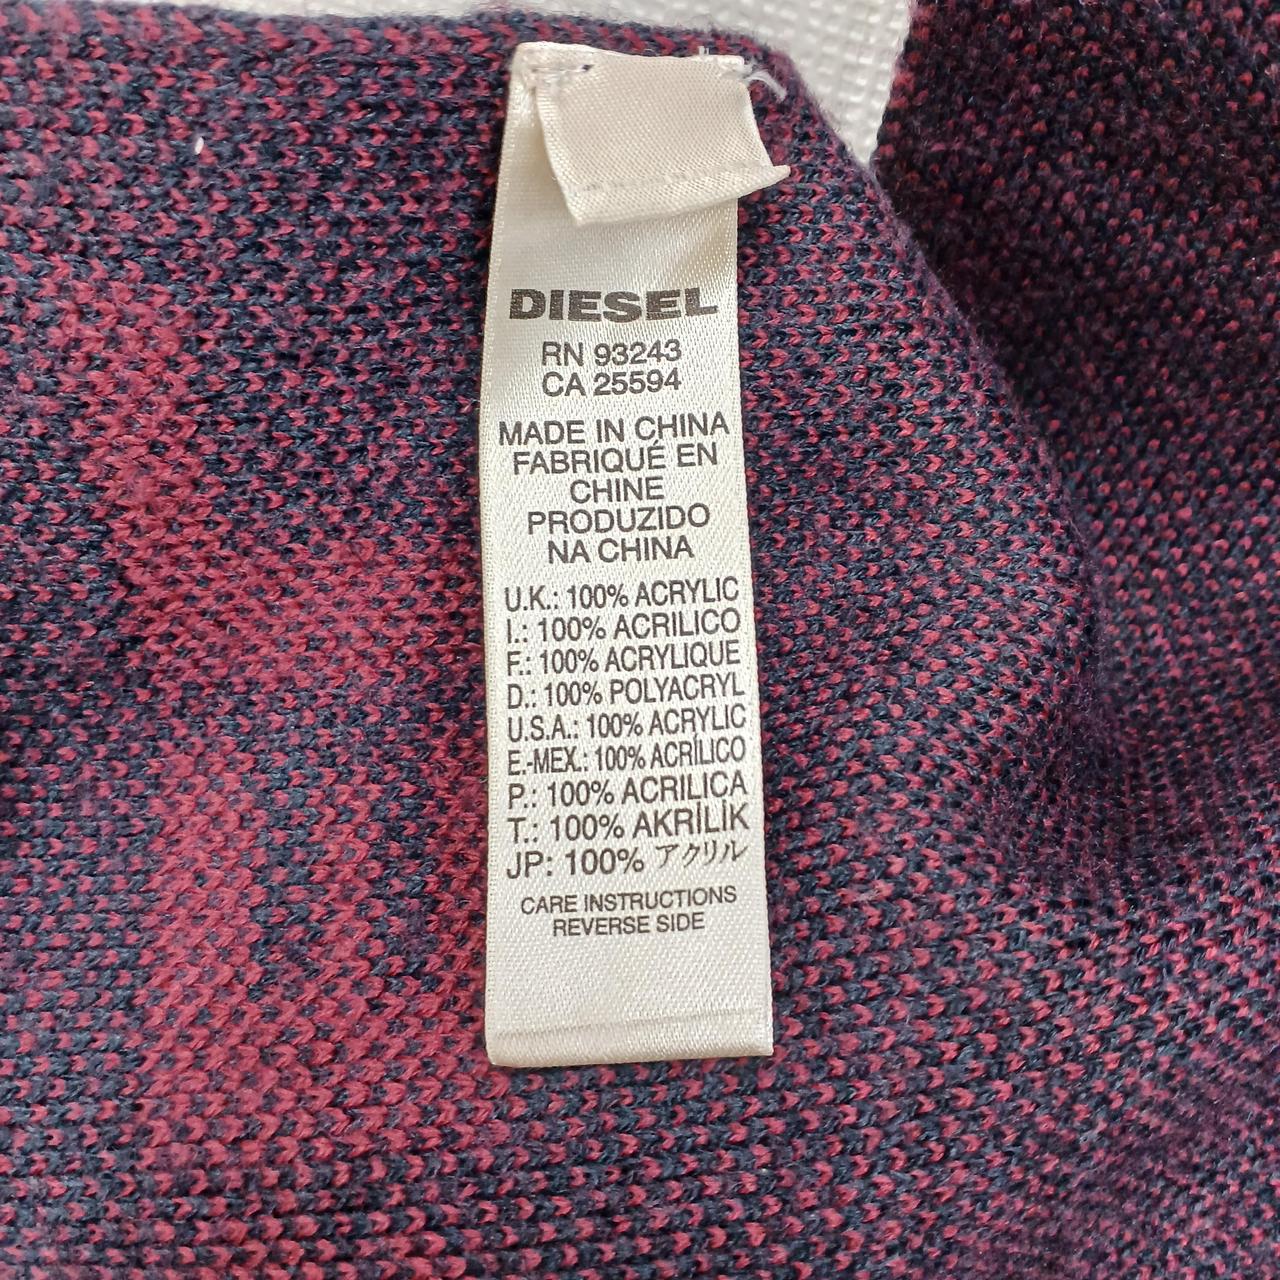 DIESEL
RN 93243
CA 25594
MADE IN CHINA
FABRIQUÉ EN
CHINE
PRODUZIDO
NA CHINA
U.K.: 100% ACRYLIC
I.: 100% ACRILICO
F.: 100% ACRYLIQUE
D.: 100% POLYACRYL
U.S.A.: 100% ACRYLIC
E.-MEX.: 100% ACRÍLICO
P.: 100% ACRILICA
T.: 100% AKRİLİK
JP: 100% アクリル
CARE INSTRUCTIONS
REVERSE SIDE